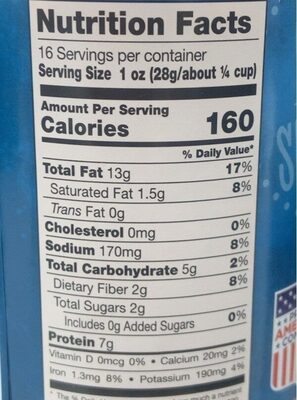 Nutrition Facts
16 Servings per container
Serving Size 1 oz (28g/about ¼ cup)
Amount Per Serving
Calories 160
% Daily Value*
Total Fat 13g 17%
Saturated Fat 1.5g 8%
Trans Fat 0g
Cholesterol 0mg 0%
Sodium 170mg 8%
Total Carbohydrate 5g 2%
Dietary Fiber 2g 8%
Total Sugars 2g
Includes 0g Added Sugars 0%
Protein 7g
Vitamin D 0mcg 0% • Calcium 20mg 2%
Iron 1.3mg 8% • Potassium 190mg 4%